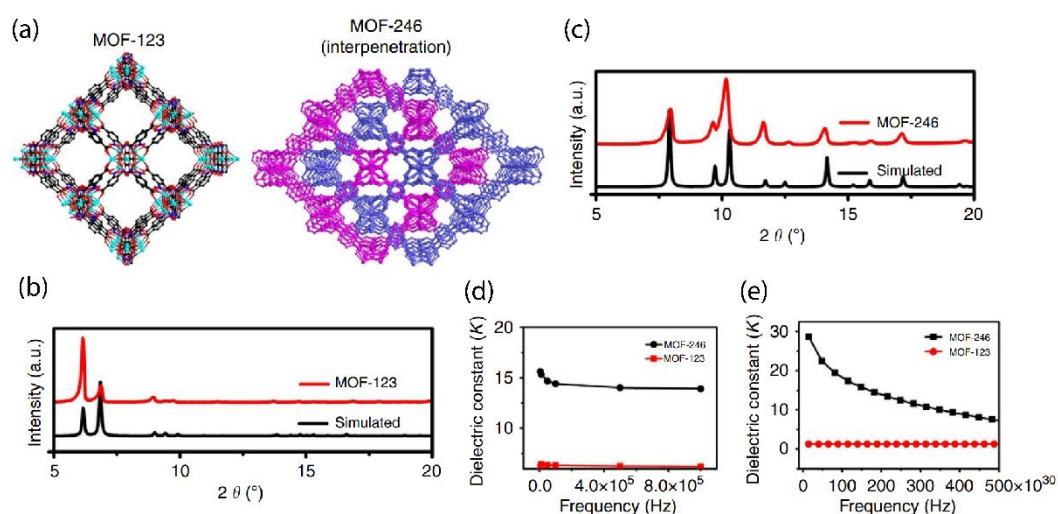 (a)
MOF-123
MOF-246
(interpenetration)
(c)
Intensity (a.u.)
MOF-246
Simulated
5
10
15
20
2 θ (°)
(b)
Intensity (a.u.)
MOF-123
Simulated
5
10
15
20
2 θ (°)
(d)
Dielectric constant (K)
20
15
10
MOF-246
MOF-123
0.0
4.0×10⁵
8.0×10⁵
Frequency (Hz)
(e)
Dielectric constant (K)
30
20
10
0
MOF-246
MOF-123
0
100
200
300
400
500
×10³⁰
Frequency (Hz)